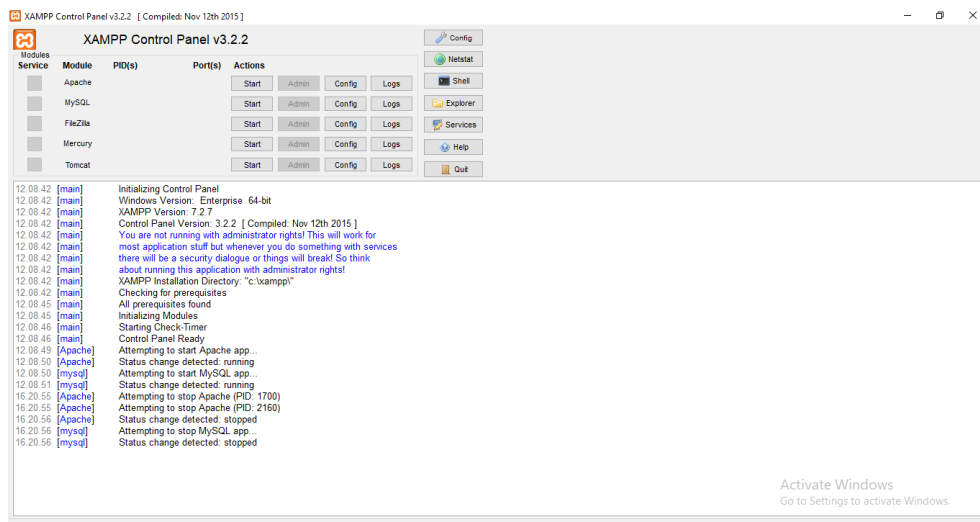 XAMPP Control Panel v3.2.2 [ Compiled: Nov 12th 2015 ]
XAMPP Control Panel v3.2.2
Modules
Service Module PID(s) Port(s) Actions
Apache Start Admin Config Logs
MySQL Start Admin Config Logs
FileZilla Start Admin Config Logs
Mercury Start Admin Config Logs
Tomcat Start Admin Config Logs
Config
Netstat
Shell
Explorer
Services
Help
Quit
12.08.42 [main] Initializing Control Panel
12.08.42 [main] Windows Version: Enterprise 64-bit
12.08.42 [main] XAMPP Version: 7.2.7
12.08.42 [main] Control Panel Version: 3.2.2 [ Compiled: Nov 12th 2015 ]
12.08.42 [main] You are not running with administrator rights! This will work for
12.08.42 [main] most application stuff but whenever you do something with services
12.08.42 [main] there will be a security dialogue or things will break! So think
12.08.42 [main] about running this application with administrator rights!
12.08.42 [main] XAMPP Installation Directory: "c:\xampp\"
12.08.42 [main] Checking for prerequisites
12.08.45 [main] All prerequisites found
12.08.45 [main] Initializing Modules
12.08.46 [main] Starting Check-Timer
12.08.46 [main] Control Panel Ready
12.08.49 [Apache] Attempting to start Apache app...
12.08.50 [Apache] Status change detected: running
12.08.50 [mysql] Attempting to start MySQL app...
12.08.51 [mysql] Status change detected: running
16.20.55 [Apache] Attempting to stop Apache (PID: 1700)
16.20.55 [Apache] Attempting to stop Apache (PID: 2160)
16.20.56 [Apache] Status change detected: stopped
16.20.56 [mysql] Attempting to stop MySQL app...
16.20.56 [mysql] Status change detected: stopped
Activate Windows
Go to Settings to activate Windows.